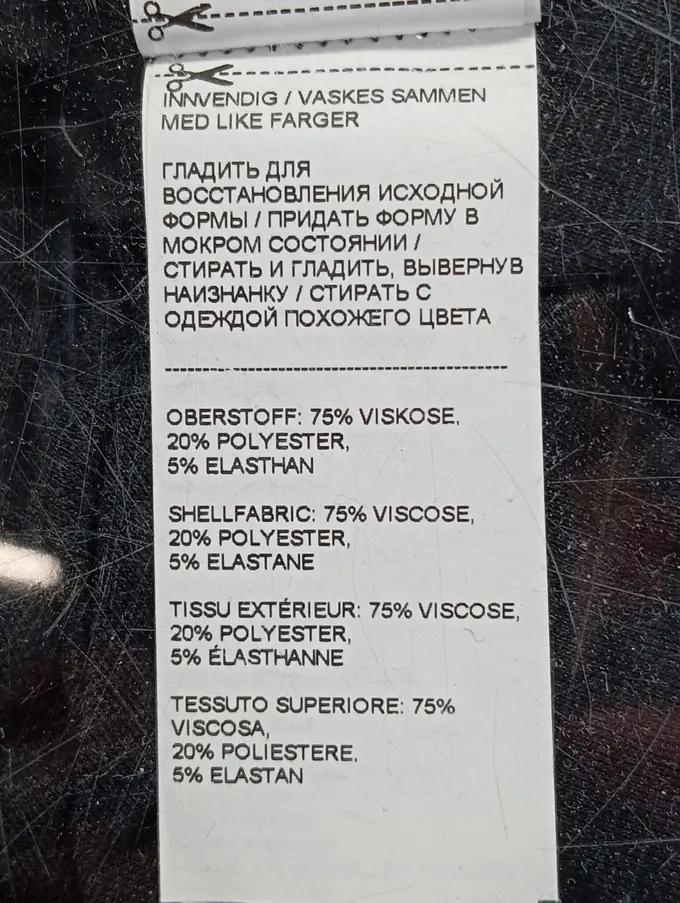 INNVENDIG / VASKES SAMMEN
MED LIKE FARGER
ГЛАДИТЬ ДЛЯ
ВОССТАНОВЛЕНИЯ ИСХОДНОЙ
ФОРМЫ / ПРИДАТЬ ФОРМУ В
МОКРОМ СОСТОЯНИИ /
СТИРАТЬ И ГЛАДИТЬ, ВЫВЕРНУВ
НАИЗНАНКУ / СТИРАТЬ С
ОДЕЖДОЙ ПОХОЖЕГО ЦВЕТА
OBERSTOFF: 75% VISKOSE,
20% POLYESTER,
5% ELASTHAN
SHELLFABRIC: 75% VISCOSE,
20% POLYESTER,
5% ELASTANE
TISSU EXTÉRIEUR: 75% VISCOSE,
20% POLYESTER,
5% ÉLASTHANNE
TESSUTO SUPERIORE: 75%
VISCOSA,
20% POLIESTERE,
5% ELASTAN